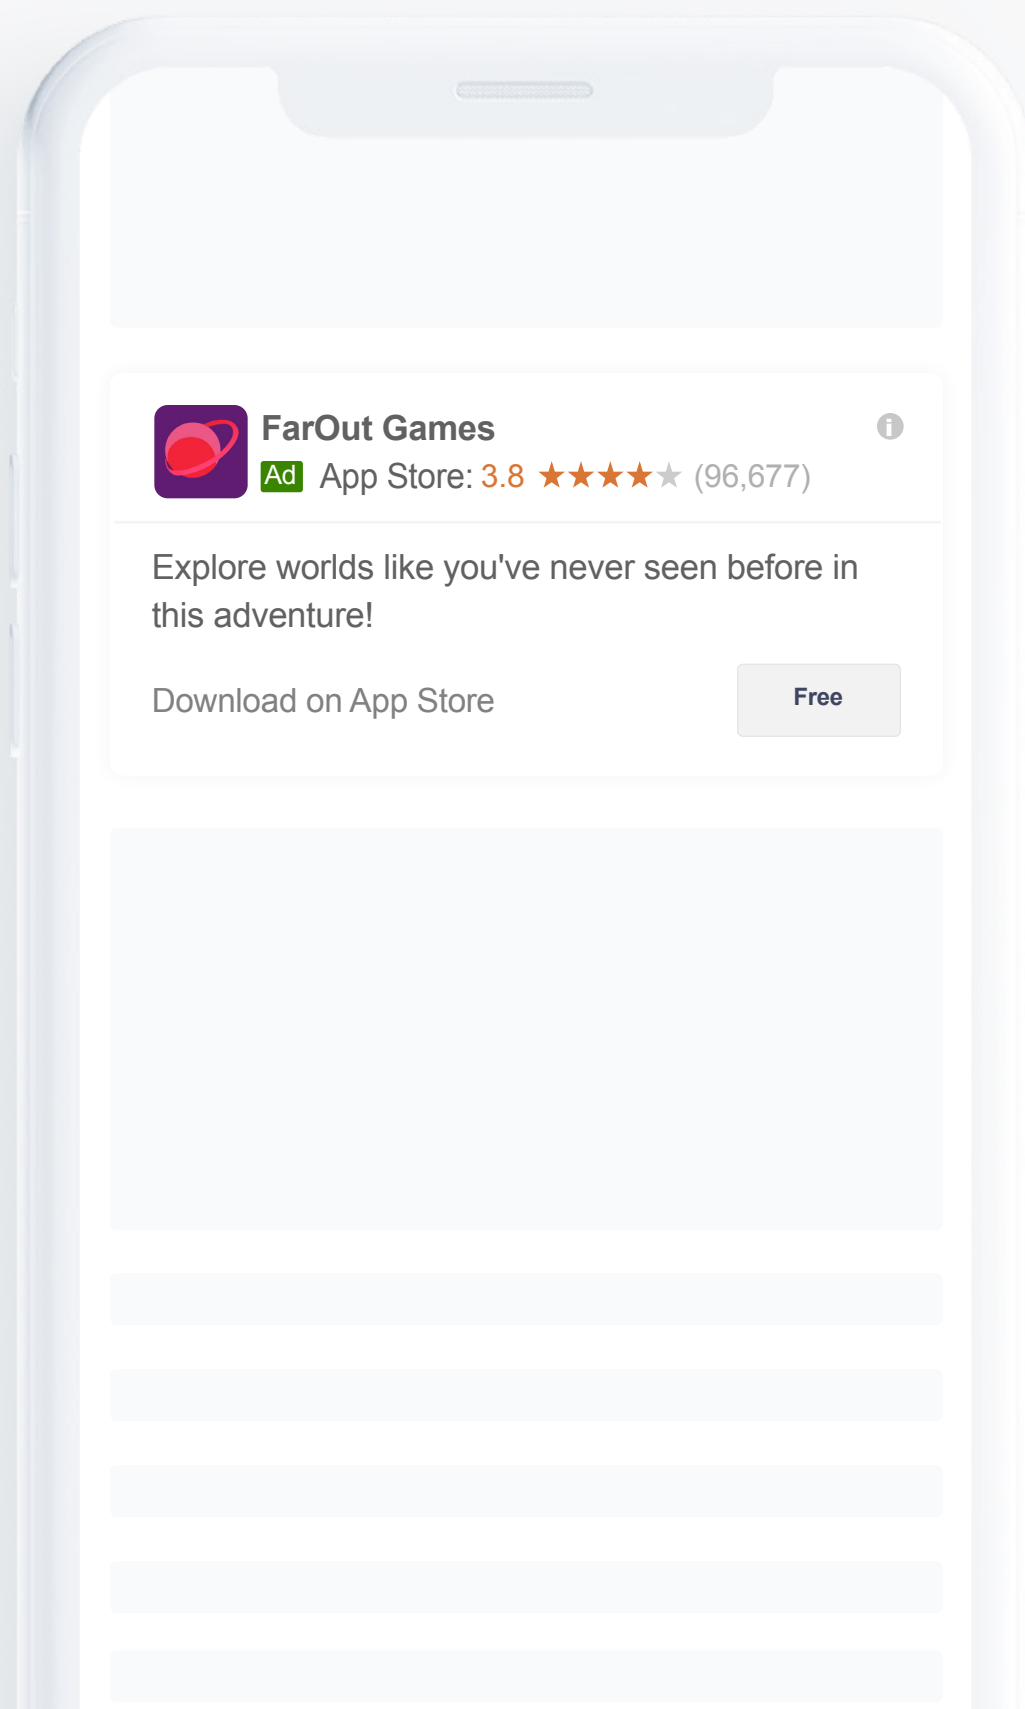 FarOut Games
Ad App Store: 3.8 ★★★★★ (96,677)
Explore worlds like you've never seen before in
this adventure!
Download on App Store
Free